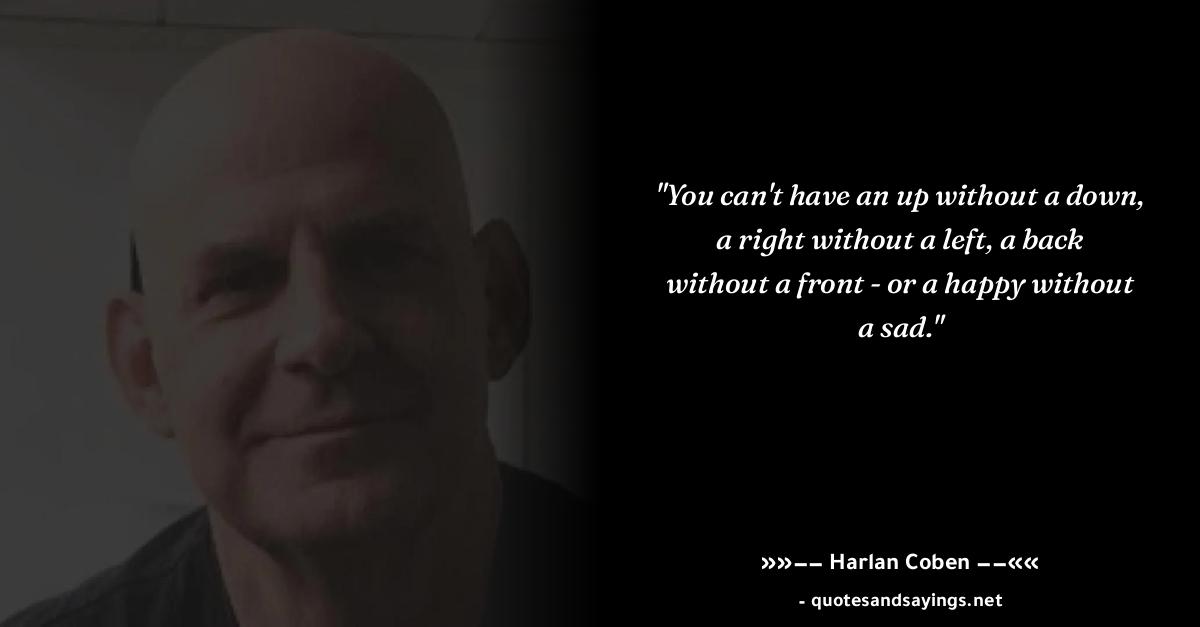 "You can't have an up without a down,
a right without a left, a back
without a front - or a happy without
a sad."
»»−− Harlan Coben −−««
- quotesandsayings.net